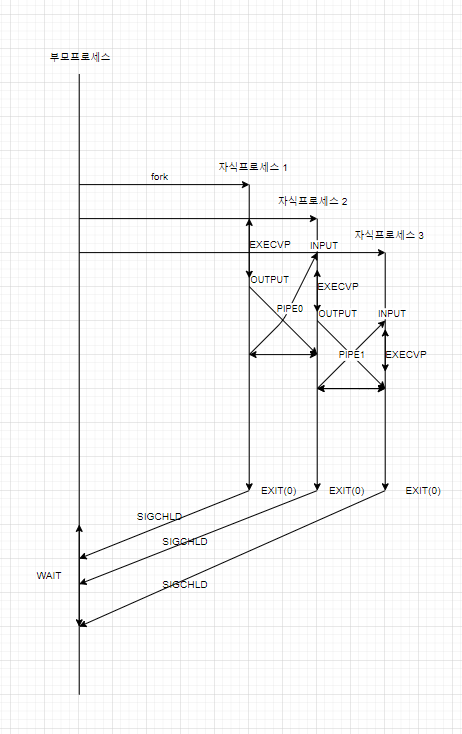 부모프로세스
자식프로세스 1
fork
자식프로세스 2
자식프로세스 3
EXECVP
INPUT
OUTPUT
EXECVP
PIPE0
OUTPUT
INPUT
PIPE1
EXECVP
EXIT(0)
EXIT(0)
EXIT(0)
SIGCHLD
SIGCHLD
WAIT
SIGCHLD